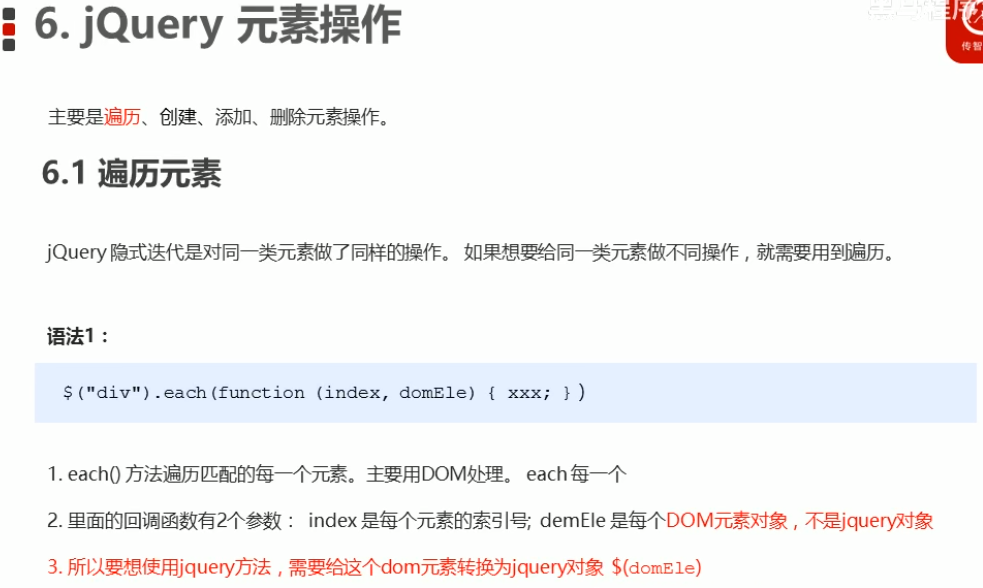 6. jQuery 元素操作
传智
主要是遍历、创建、添加、删除元素操作。
6.1 遍历元素
jQuery 隐式迭代是对同一类元素做了同样的操作。 如果想要给同一类元素做不同操作，就需要用到遍历。
语法1：
$("div").each(function (index, domEle) { xxx; })
1. each() 方法遍历匹配的每一个元素。主要用DOM处理。 each 每一个
2. 里面的回调函数有2个参数： index 是每个元素的索引号; demEle 是每个DOM元素对象，不是jquery对象
3. 所以要想使用jquery方法，需要给这个dom元素转换为jquery对象 $(domEle)